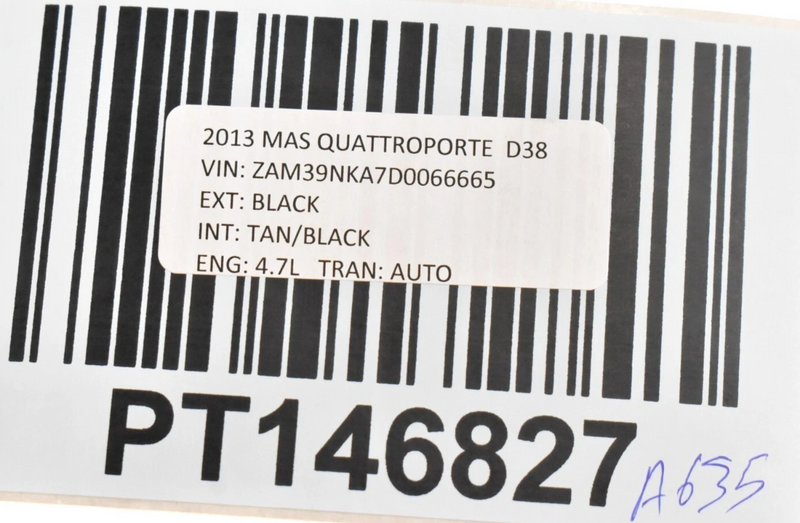 2013 MAS QUATTROPORTE D38
VIN: ZAM39NKA7D0066665
EXT: BLACK
INT: TAN/BLACK
ENG: 4.7L TRAN: AUTO
PT146827
A635